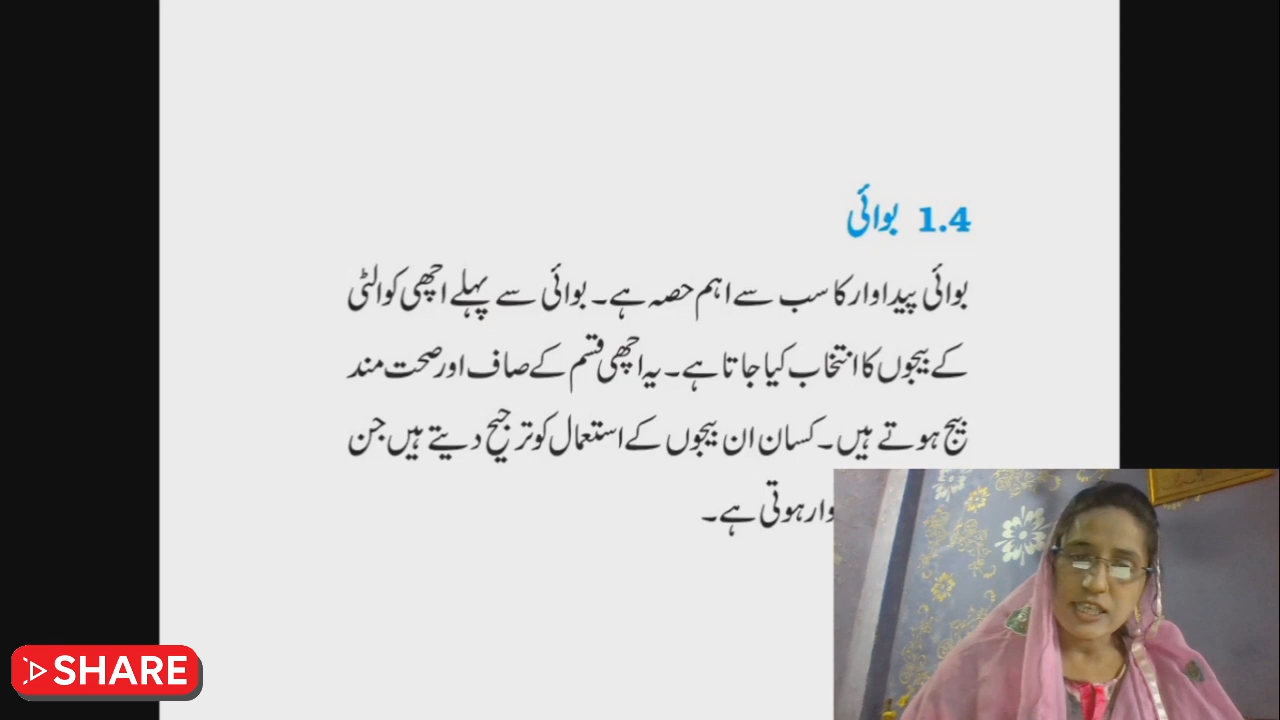 1.4 بوائی
بوائی پیداوار کا سب سے اہم حصہ ہے۔ بوائی سے پہلے اچھی کوالٹی
کے بیجوں کا انتخاب کیا جاتا ہے۔ یہ اچھی قسم کے صاف اور صحت مند
بیج ہوتے ہیں۔ کسان ان بیجوں کے استعمال کو ترجیح دیتے ہیں جن
وار ہوتی ہے۔
SHARE